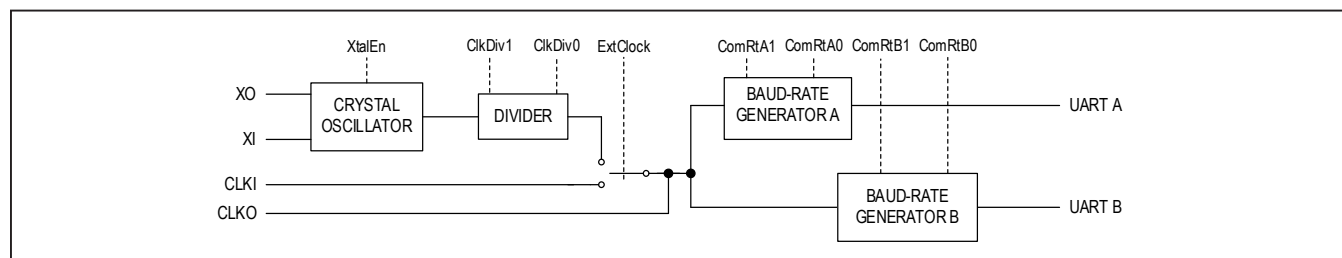 XtalEn
ClkDiv1
ClkDiv0
ExtClock
ComRtA1
ComRtA0
ComRtB1
ComRtB0
XO
XI
CRYSTAL
OSCILLATOR
DIVIDER
BAUD-RATE
GENERATOR A
UART A
CLKI
CLKO
BAUD-RATE
GENERATOR B
UART B